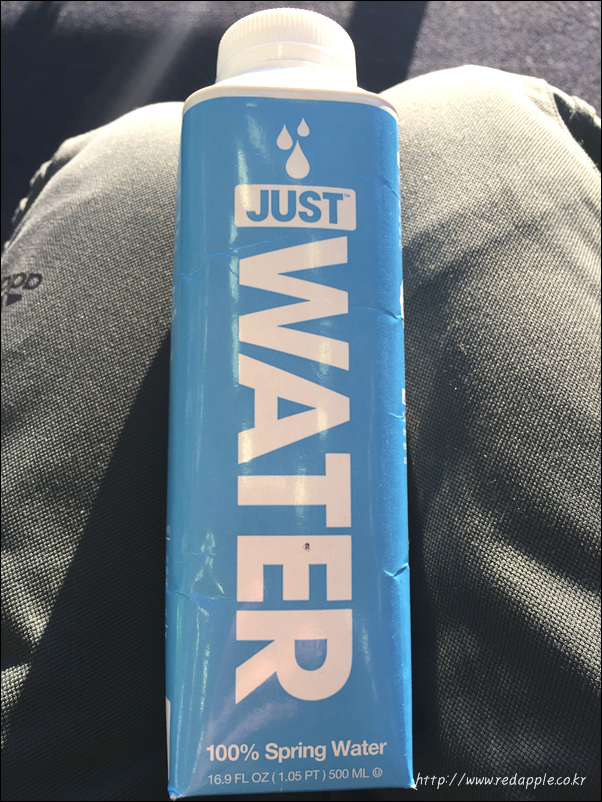 JUST™
WATER
100% Spring Water
16.9 FL OZ (1.05 PT) 500 ML
http://www.redapple.co.kr